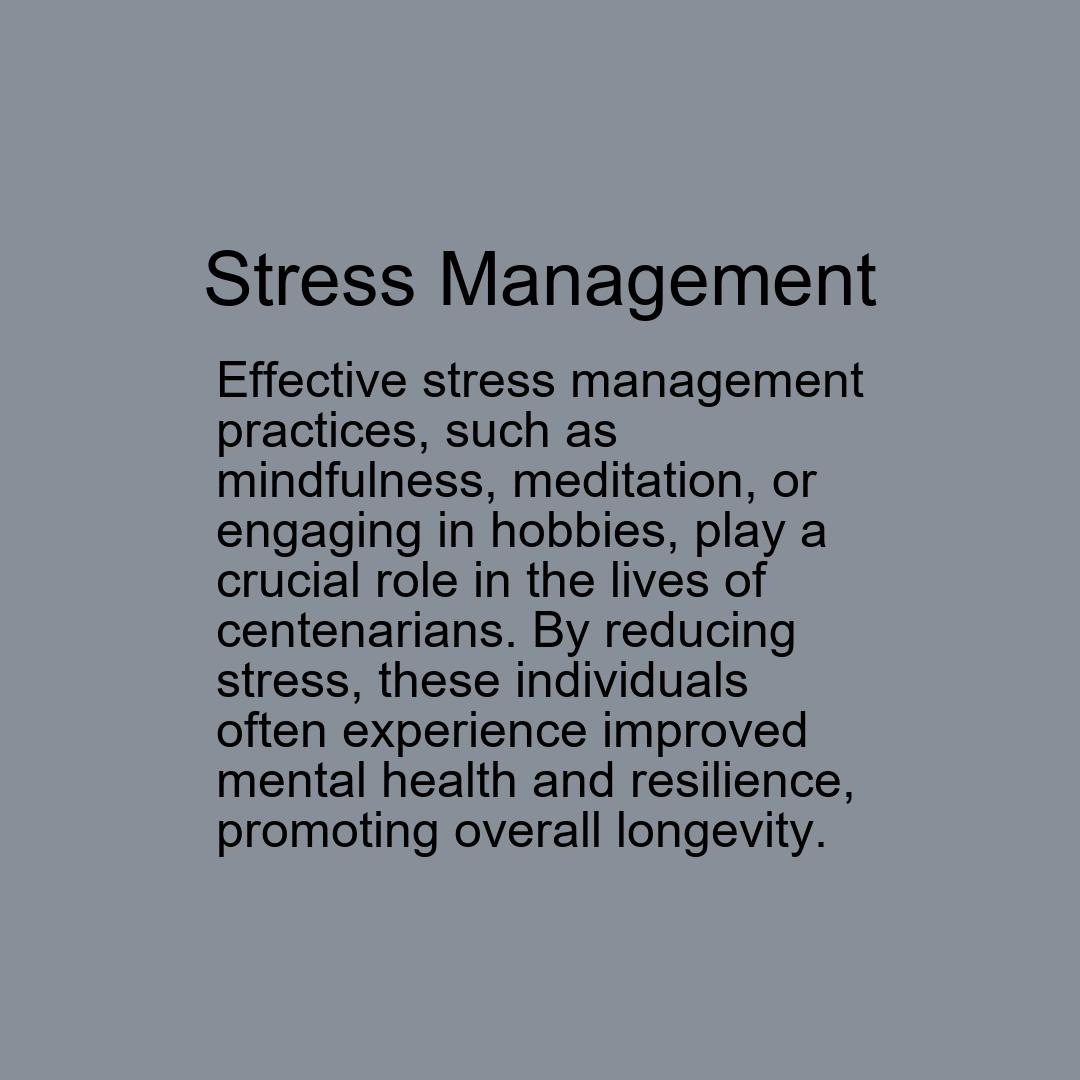 Stress Management
Effective stress management
practices, such as
mindfulness, meditation, or
engaging in hobbies, play a
crucial role in the lives of
centenarians. By reducing
stress, these individuals
often experience improved
mental health and resilience,
promoting overall longevity.